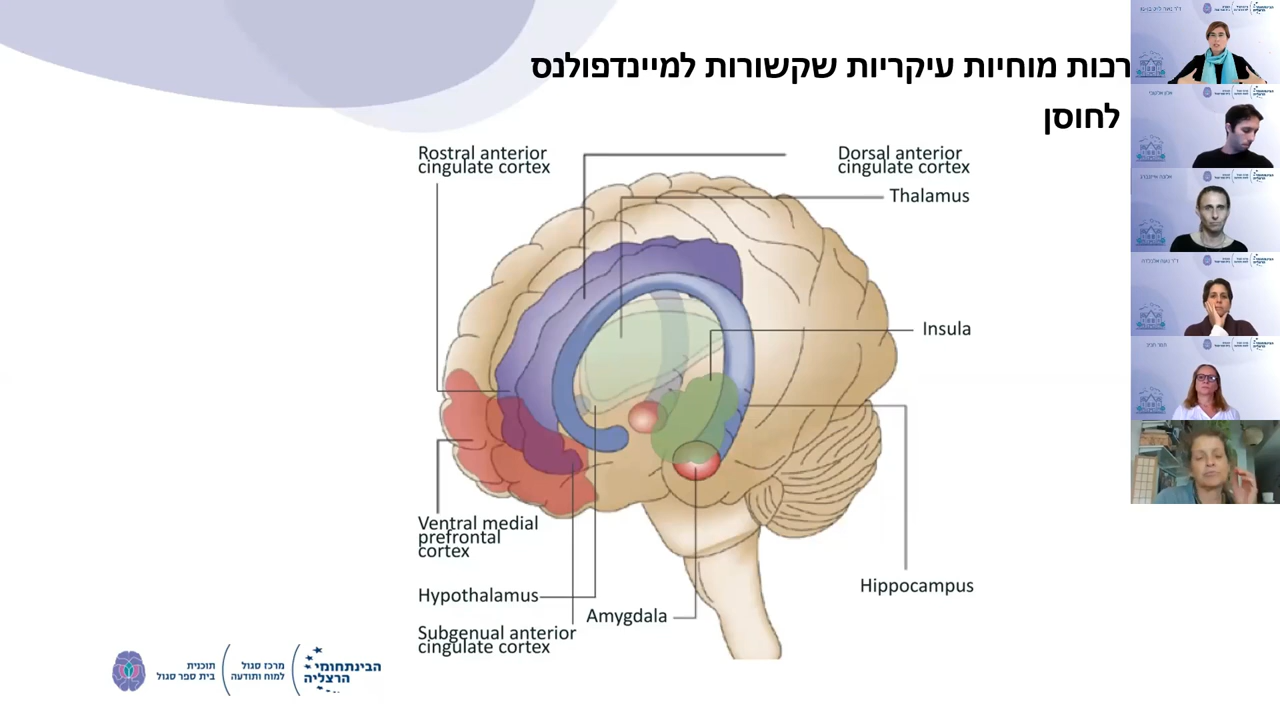 רכות מוחיות עיקריות שקשורות למיינדפולנס
לחוסן
Rostral anterior
cingulate cortex
Dorsal anterior
cingulate cortex
Thalamus
Insula
Ventral medial
prefrontal
cortex
Hypothalamus
Amygdala
Subgenual anterior
cingulate cortex
Hippocampus
תוכנית
בית ספר סגול
מרכז סגול
למוח ותודעה
הבינתחומי
הרצליה